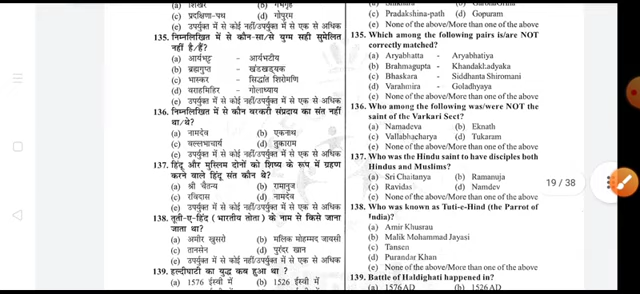 (a) शिखर (b) गर्भगृह
(c) प्रदक्षिणा-पथ (d) गोपुरम
(e) उपर्युक्त में से कोई नहीं/उपर्युक्त में से एक से अधिक
135. निम्नलिखित में से कौन-सा/से युग्म सही सुमेलित
नहीं है/हैं?
(a) आर्यभट्ट - आर्यभटीय
(b) ब्रह्मगुप्त - खंडखड्यक
(c) भास्कर - सिद्धांत शिरोमणि
(d) वराहमिहिर - गोलाध्याय
(e) उपर्युक्त में से कोई नहीं/उपर्युक्त में से एक से अधिक
136. निम्नलिखित में से कौन वरकरी संप्रदाय का संत नहीं
था/थे?
(a) नामदेव (b) एकनाथ
(c) वल्लभाचार्य (d) तुकाराम
(e) उपर्युक्त में से कोई नहीं/उपर्युक्त में से एक से अधिक
137. हिंदू और मुस्लिम दोनों को शिष्य के रूप में ग्रहण
करने वाले हिंदू संत कौन थे?
(a) श्री चैतन्य (b) रामानुज
(c) रविदास (d) नामदेव
(e) उपर्युक्त में से कोई नहीं/उपर्युक्त में से एक से अधिक
138. तूती-ए-हिंद (भारतीय तोता) के नाम से किसे जाना
जाता था?
(a) अमीर खुसरो (b) मलिक मोहम्मद जायसी
(c) तानसेन (d) पुरंदर खान
(e) उपर्युक्त में से कोई नहीं/उपर्युक्त में से एक से अधिक
139. हल्दीघाटी का युद्ध कब हुआ था ?
(a) 1576 ईस्वी में (b) 1526 ईस्वी में
(c) Pradakshina-path (d) Gopuram
(e) None of the above/More than one of the above
135. Which among the following pairs is/are NOT
correctly matched?
(a) Aryabhatta - Aryabhatiya
(b) Brahmagupta - Khandakhadyaka
(c) Bhaskara - Siddhanta Shiromani
(d) Varahmira - Goladhyaya
(e) None of the above/More than one of the above
136. Who among the following was/were NOT the
saint of the Varkari Sect?
(a) Namadeva (b) Eknath
(c) Vallabhacharya (d) Tukaram
(e) None of the above/More than one of the above
137. Who was the Hindu saint to have disciples both
Hindus and Muslims?
(a) Sri Chaitanya (b) Ramanuja
(c) Ravidas (d) Namdev
(e) None of the above/More than one of the above
138. Who was known as Tuti-e-Hind (the Parrot of
India)?
(a) Amir Khusrau
(b) Malik Mohammad Jayasi
(c) Tansen
(d) Purandar Khan
(e) None of the above/More than one of the above
139. Battle of Haldighati happened in?
(a) 1576 AD (b) 1526 AD
19 / 38